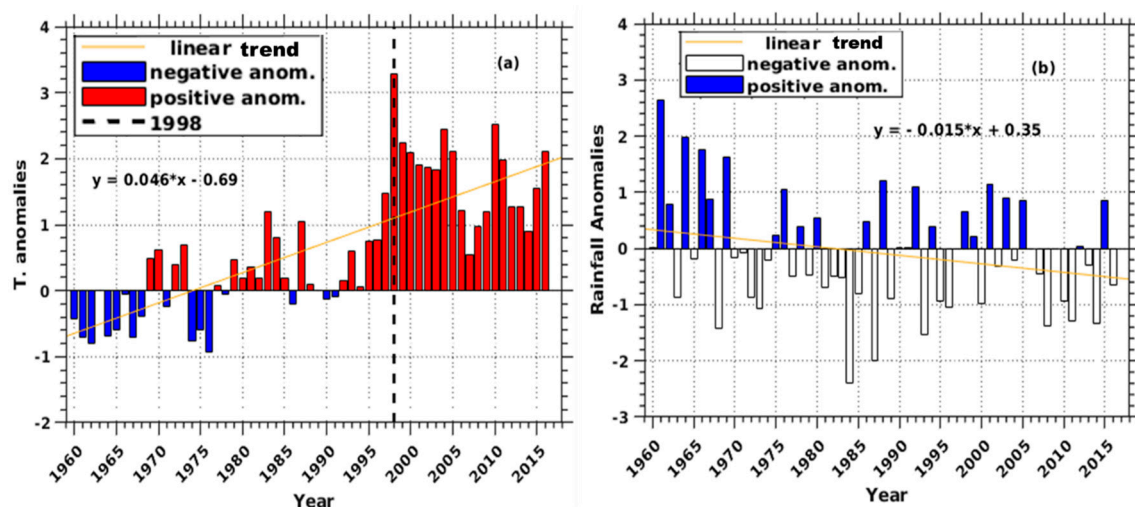 4
3
2
1
0
-1
-2
T. anomalies
linear trend
negative anom.
positive anom.
1998
(a)
y = 0.046*x - 0.69
1960
1965
1970
1975
1980
1985
1990
1995
2000
2005
2010
2015
Year
4
3
2
1
0
-1
-2
-3
Rainfall Anomalies
linear trend
negative anom.
positive anom.
(b)
y = - 0.015*x + 0.35
1960
1965
1970
1975
1980
1985
1990
1995
2000
2005
2010
2015
Year